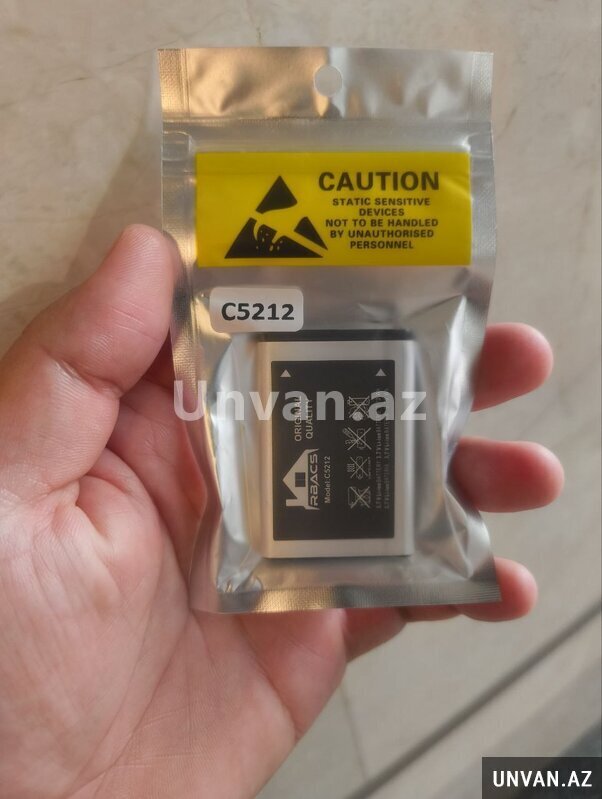 CAUTION
STATIC SENSITIVE
DEVICES
NOT TO BE HANDLED
BY UNAUTHORISED
PERSONNEL
C5212
Unvan.az
ORIGINAL
QUALITY
RBACS
Model:C5212
UNVAN.AZ